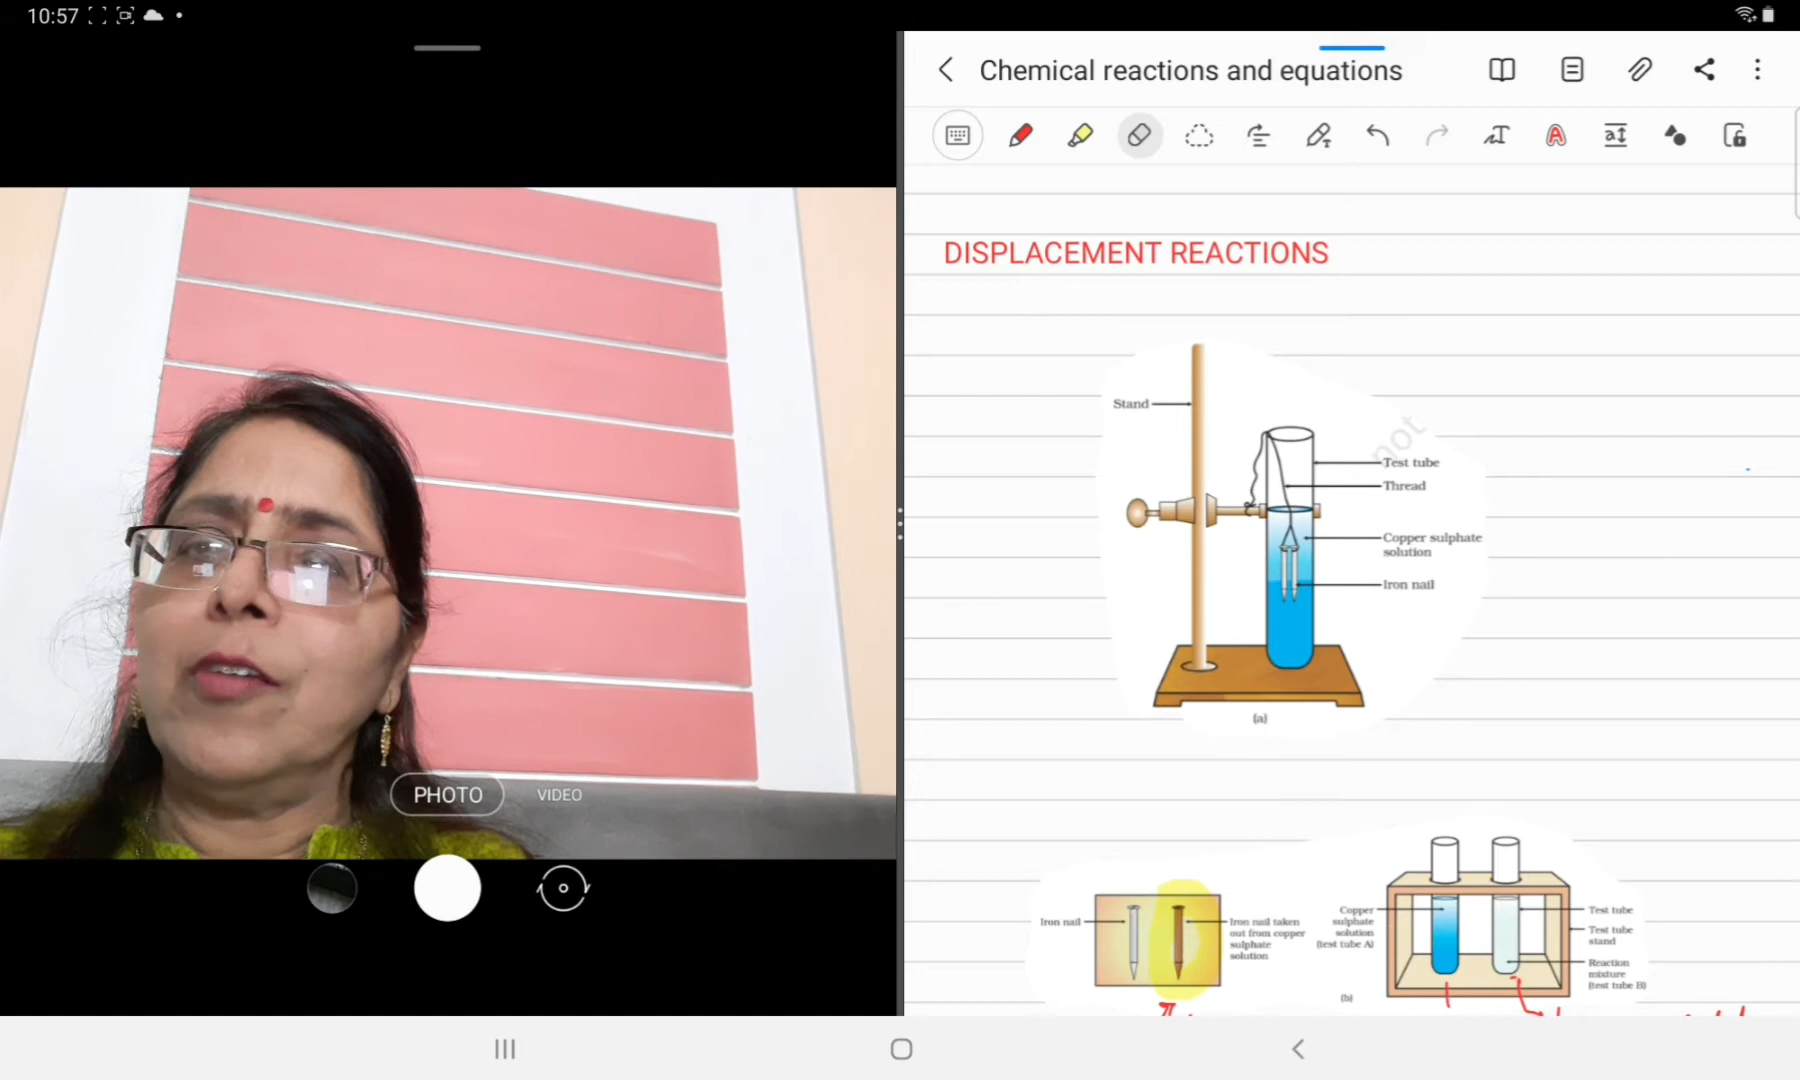 10:57
Chemical reactions and equations
DISPLACEMENT REACTIONS
Stand
not
Test tube
Thread
Copper sulphate
solution
Iron nail
(a)
Iron nail
Iron nail taken
out from copper
sulphate
solution
Copper
sulphate
solution
(test tube A)
Test tube
Test tube
stand
Reaction
mixture
(test tube B)
(b)
PHOTO
VIDEO